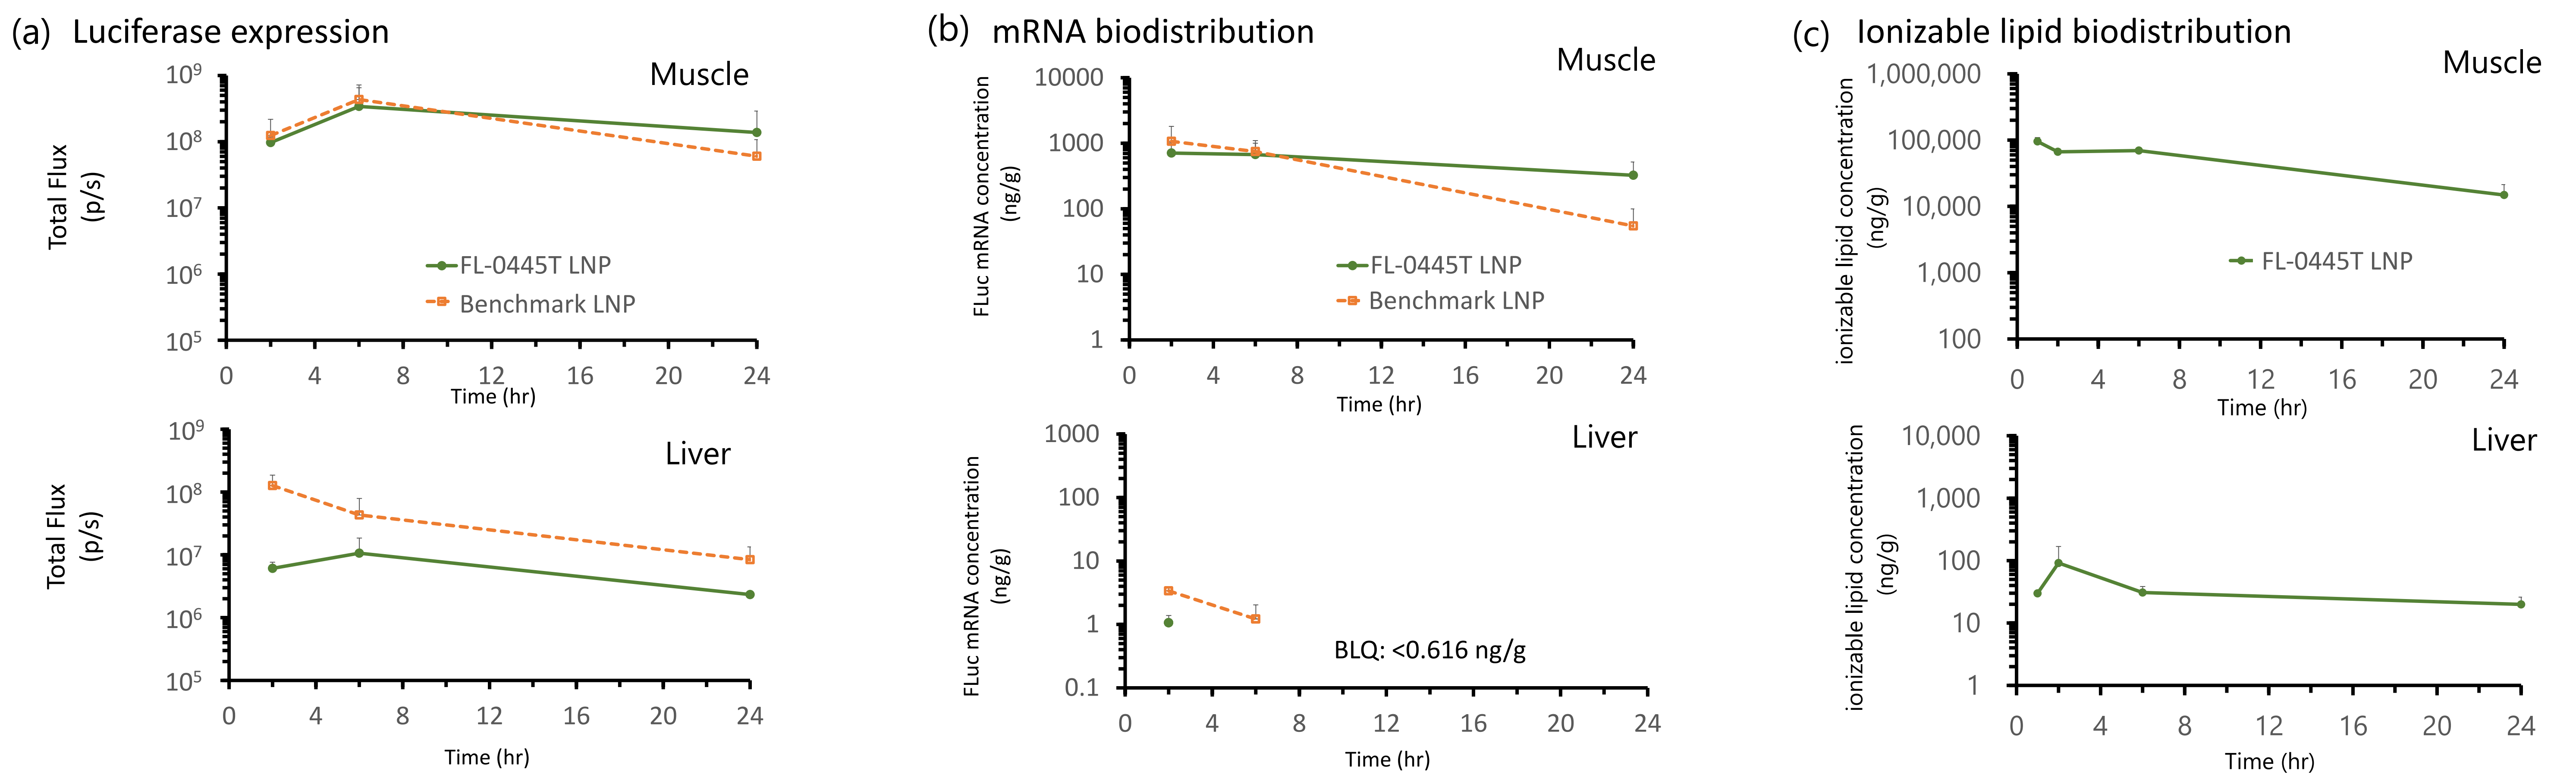 (a) Luciferase expression
Muscle
10⁹
10⁸
10⁷
10⁶
10⁵
Total Flux
(p/s)
FL-0445T LNP
Benchmark LNP
0 4 8 12 16 20 24
Time (hr)
Liver
10⁹
10⁸
10⁷
10⁶
10⁵
Total Flux
(p/s)
0 4 8 12 16 20 24
Time (hr)
(b) mRNA biodistribution
Muscle
10000
1000
100
10
1
FLuc mRNA concentration
(ng/g)
FL-0445T LNP
Benchmark LNP
0 4 8 12 16 20 24
Time (hr)
Liver
1000
100
10
1
0.1
FLuc mRNA concentration
(ng/g)
BLQ: <0.616 ng/g
0 4 8 12 16 20 24
Time (hr)
(c) Ionizable lipid biodistribution
Muscle
1,000,000
100,000
10,000
1,000
100
ionizable lipid concentration
(ng/g)
FL-0445T LNP
0 4 8 12 16 20 24
Time (hr)
Liver
10,000
1,000
100
10
1
ionizable lipid concentration
(ng/g)
0 4 8 12 16 20 24
Time (hr)